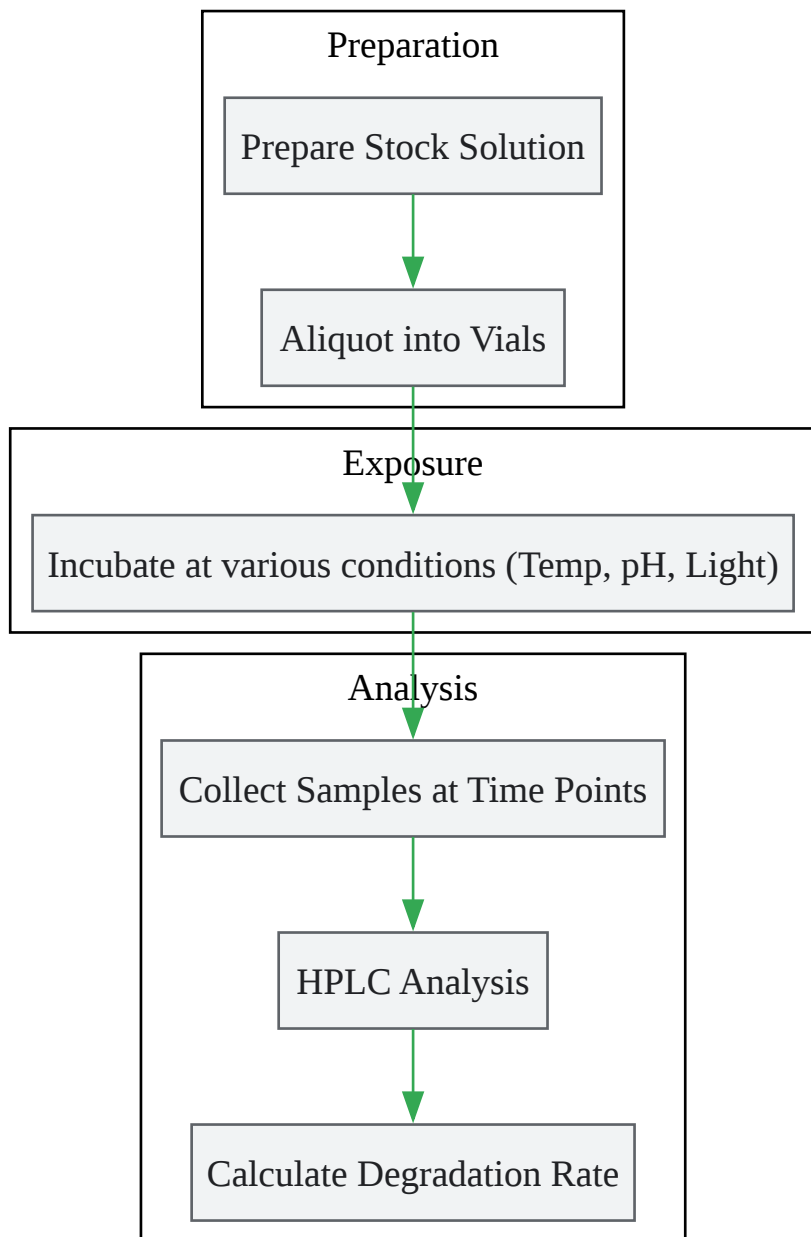 Preparation
Prepare Stock Solution
Aliquot into Vials
Exposure
Incubate at various conditions (Temp, pH, Light)
Analysis
Collect Samples at Time Points
HPLC Analysis
Calculate Degradation Rate